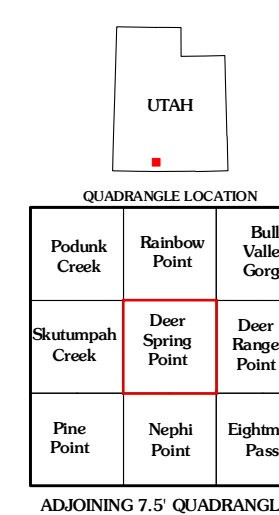 UTAH
QUADRANGLE LOCATION
Podunk Creek
Rainbow Point
Bull
Skutumpah Creek
Deer Spring Point
Deer Range Point
Pine Point
Nephi Point
Pass
ADJOINING 7.5'